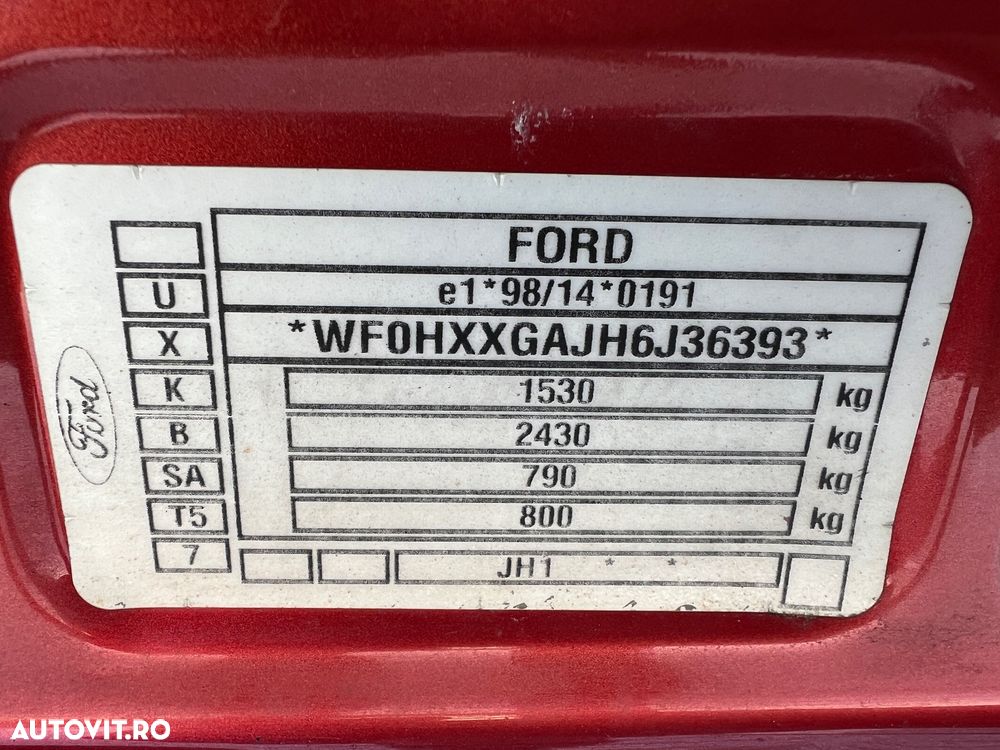 FORD
U e1*98/14*0191
X *WF0HXXGAJH6J36393*
K 1530 kg
B 2430 kg
SA 790 kg
T5 800 kg
7 JH1 * *
Ford
AUTOVIT.RO